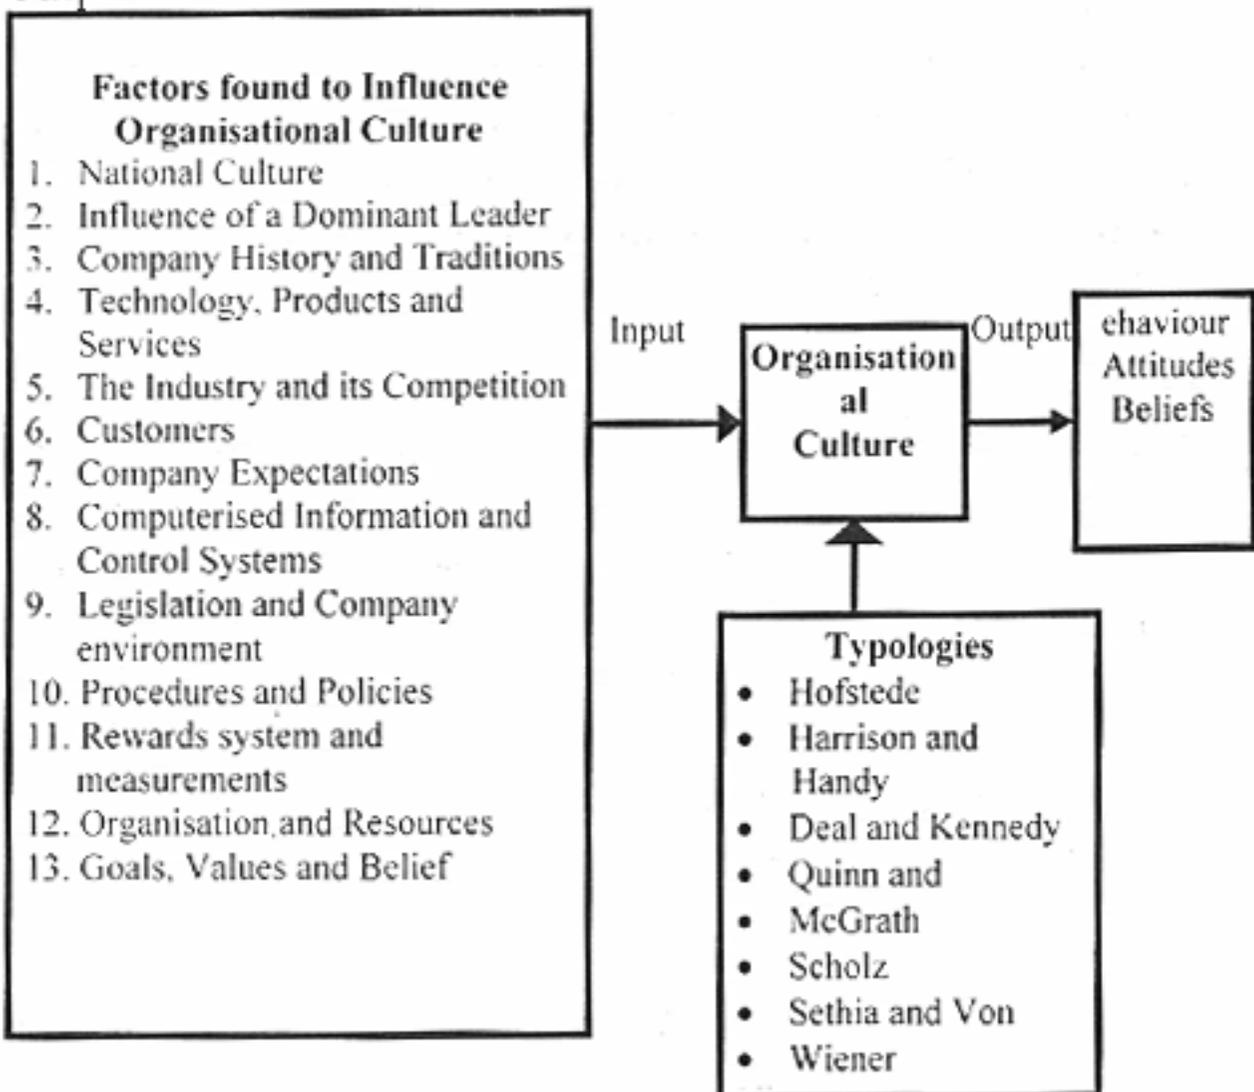 Factors found to Influence
Organisational Culture
1. National Culture
2. Influence of a Dominant Leader
3. Company History and Traditions
4. Technology, Products and
Services
5. The Industry and its Competition
6. Customers
7. Company Expectations
8. Computerised Information and
Control Systems
9. Legislation and Company
environment
10. Procedures and Policies
11. Rewards system and
measurements
12. Organisation and Resources
13. Goals, Values and Belief
Input
Organisation
al
Culture
Output
ehaviour
Attitudes
Beliefs
Typologies
• Hofstede
• Harrison and
Handy
• Deal and Kennedy
• Quinn and
• McGrath
• Scholz
• Sethia and Von
• Wiener